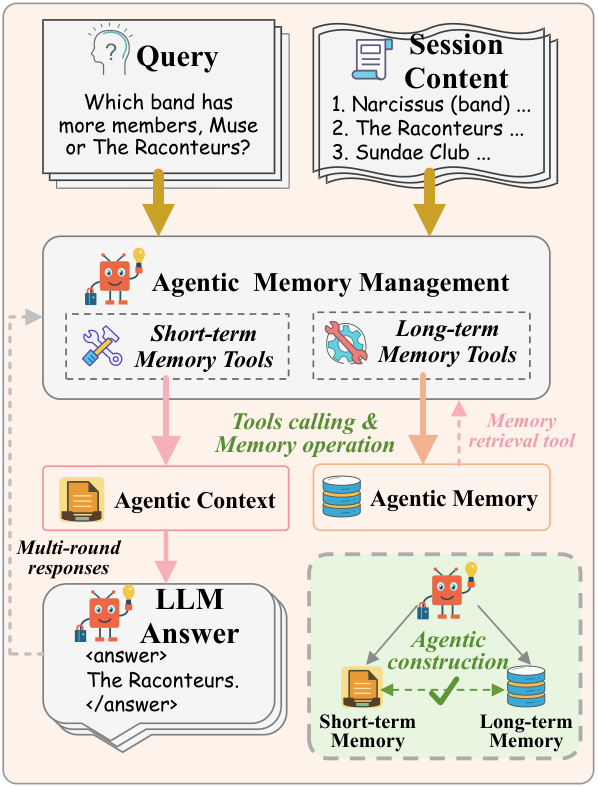 Query
Which band has
more members, Muse
or The Raconteurs?
Session
Content
1. Narcissus (band) ...
2. The Raconteurs ...
3. Sundae Club ...
Agentic Memory Management
Short-term
Memory Tools
Long-term
Memory Tools
Tools calling &
Memory operation
Memory
retrieval tool
Agentic Context
Agentic Memory
Multi-round
responses
LLM
Answer
<answer>
The Raconteurs.
</answer>
Agentic
construction
Short-term
Memory
Long-term
Memory